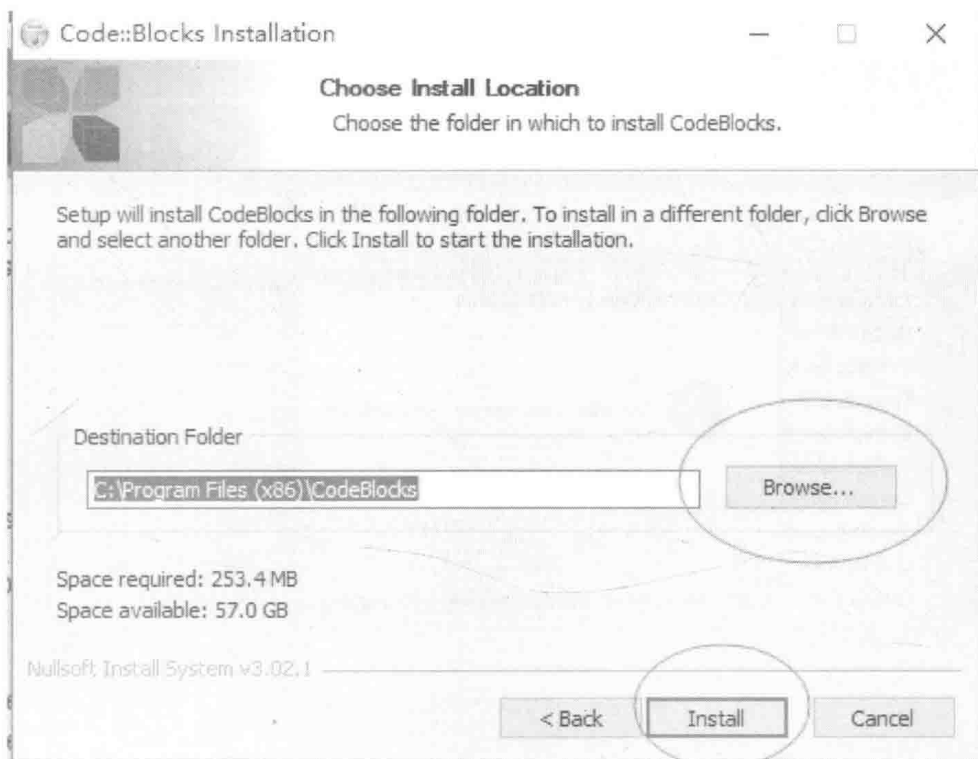 Code::Blocks Installation
Choose Install Location
Choose the folder in which to install CodeBlocks.
Setup will install CodeBlocks in the following folder. To install in a different folder, click Browse
and select another folder. Click Install to start the installation.
Destination Folder
C:\Program Files (x86)\CodeBlocks
Browse...
Space required: 253.4 MB
Space available: 57.0 GB
Nullsoft Install System v3.02.1
< Back
Install
Cancel